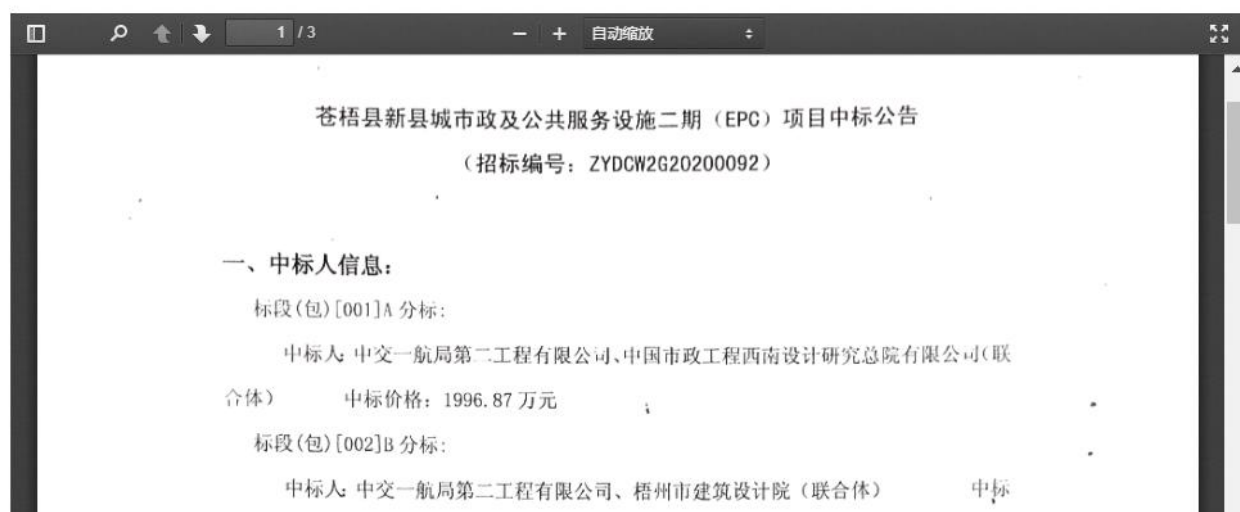 1 / 3 自动缩放
苍梧县新县城市政及公共服务设施二期（EPC）项目中标公告
（招标编号：ZYDCW2G20200092）
一、中标人信息：
标段(包)[001]A 分标：
中标人：中交一航局第二工程有限公司、中国市政工程西南设计研究总院有限公司（联
合体） 中标价格：1996.87 万元
标段(包)[002]B 分标：
中标人：中交一航局第二工程有限公司、梧州市建筑设计院（联合体） 中标